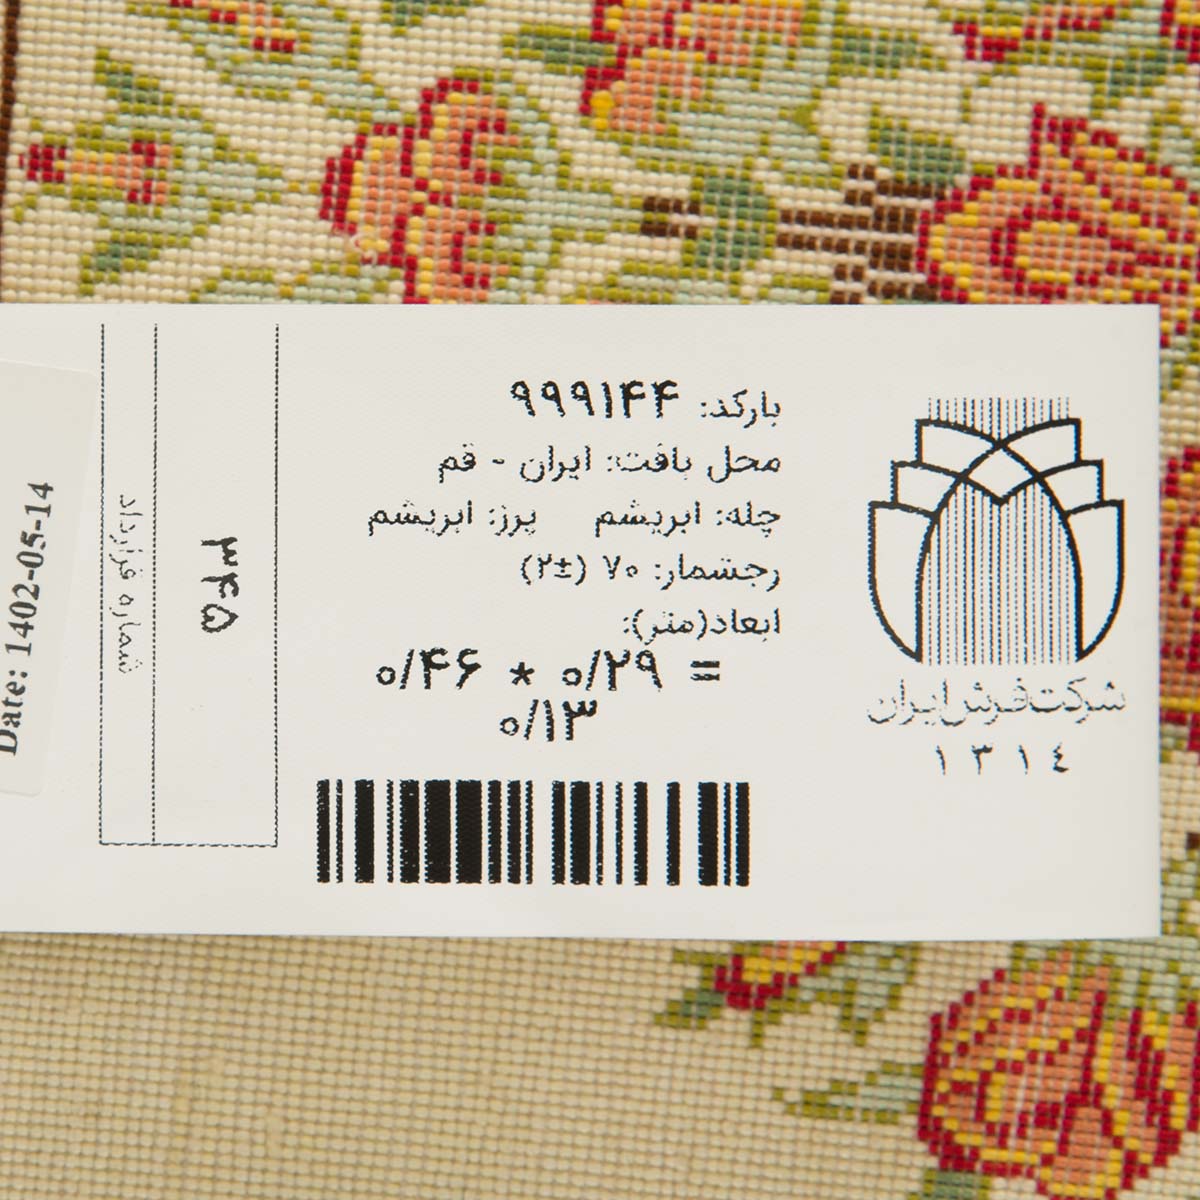 بارکد: ۹۹۹۱۴۴
محل بافت: ایران - قم
چله: ابریشم   پرز: ابریشم
رجشمار: ۷۰ (±۲)
ابعاد(متر):
۰/۴۶ * ۰/۲۹ =
۰/۱۳
شرکت فرش ایران
۱۳۱٤
شماره قرارداد
۳۴۵
Date: 1402-05-14